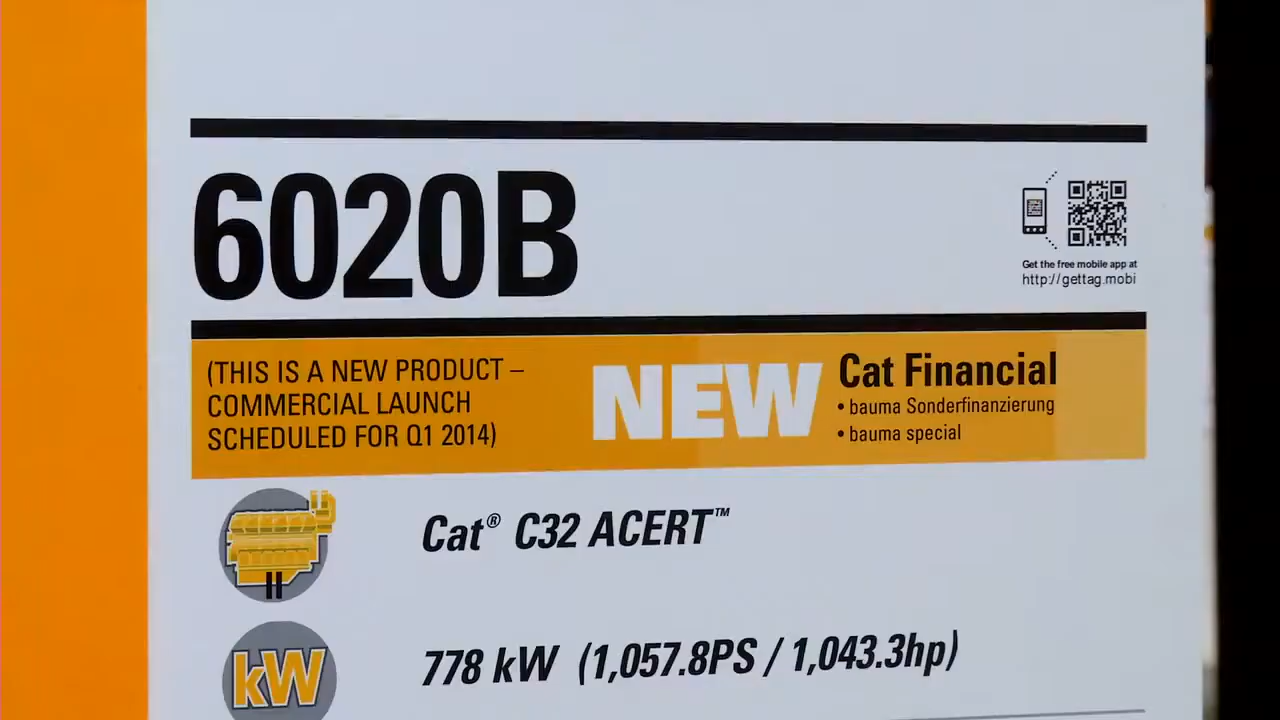 6020B
Get the free mobile app at
http://gettag.mobi
(THIS IS A NEW PRODUCT –
COMMERCIAL LAUNCH
SCHEDULED FOR Q1 2014)
NEW
Cat Financial
• bauma Sonderfinanzierung
• bauma special
Cat® C32 ACERT™
kW
778 kW (1,057.8PS / 1,043.3hp)